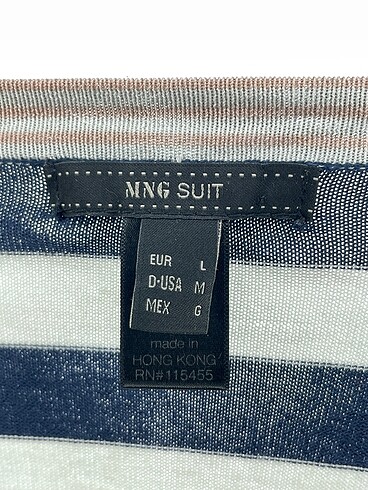 MNG SUIT
EUR L
D·USA M
MEX G
made in
HONG KONG
RN#115455